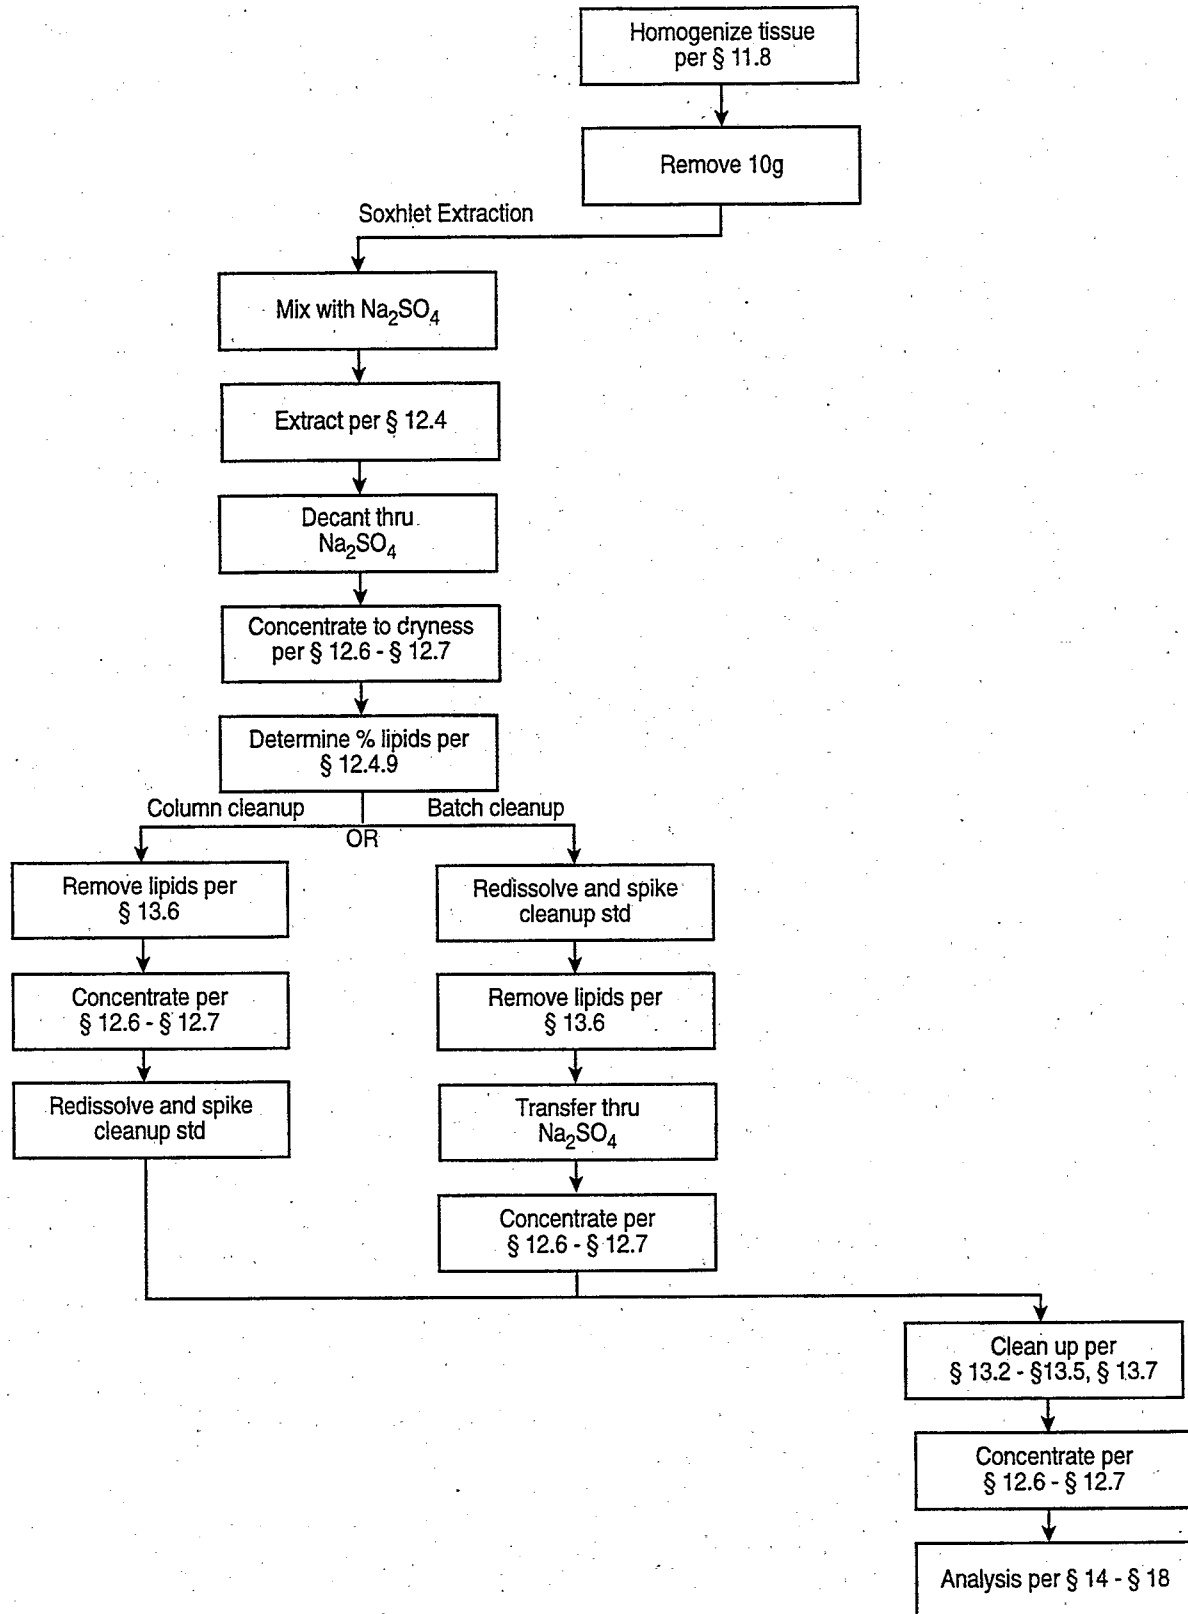 Homogenize tissue
per § 11.8
Remove 10g
Soxhlet Extraction
Mix with Na₂SO₄
Extract per § 12.4
Decant thru
Na₂SO₄
Concentrate to dryness
per § 12.6 - § 12.7
Determine % lipids per
§ 12.4.9
Column cleanup
Batch cleanup
OR
Remove lipids per
§ 13.6
Concentrate per
§ 12.6 - § 12.7
Redissolve and spike
cleanup std
Redissolve and spike
cleanup std
Remove lipids per
§ 13.6
Transfer thru
Na₂SO₄
Concentrate per
§ 12.6 - § 12.7
Clean up per
§ 13.2 - §13.5, § 13.7
Concentrate per
§ 12.6 - § 12.7
Analysis per § 14 - § 18